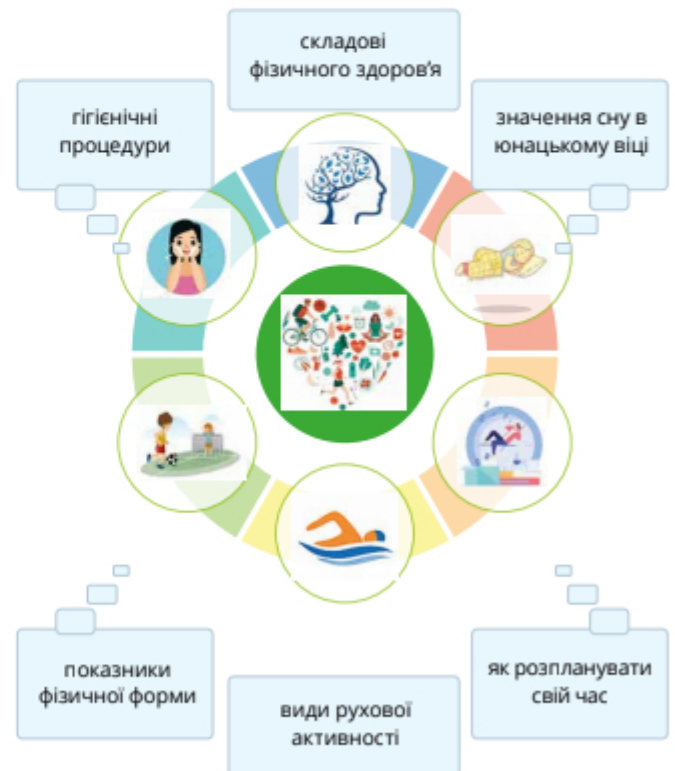 складові
фізичного здоров’я
гігієнічні
процедури
значення сну в
юнацькому віці
показники
фізичної форми
як розпланувати
свій час
види рухової
активності